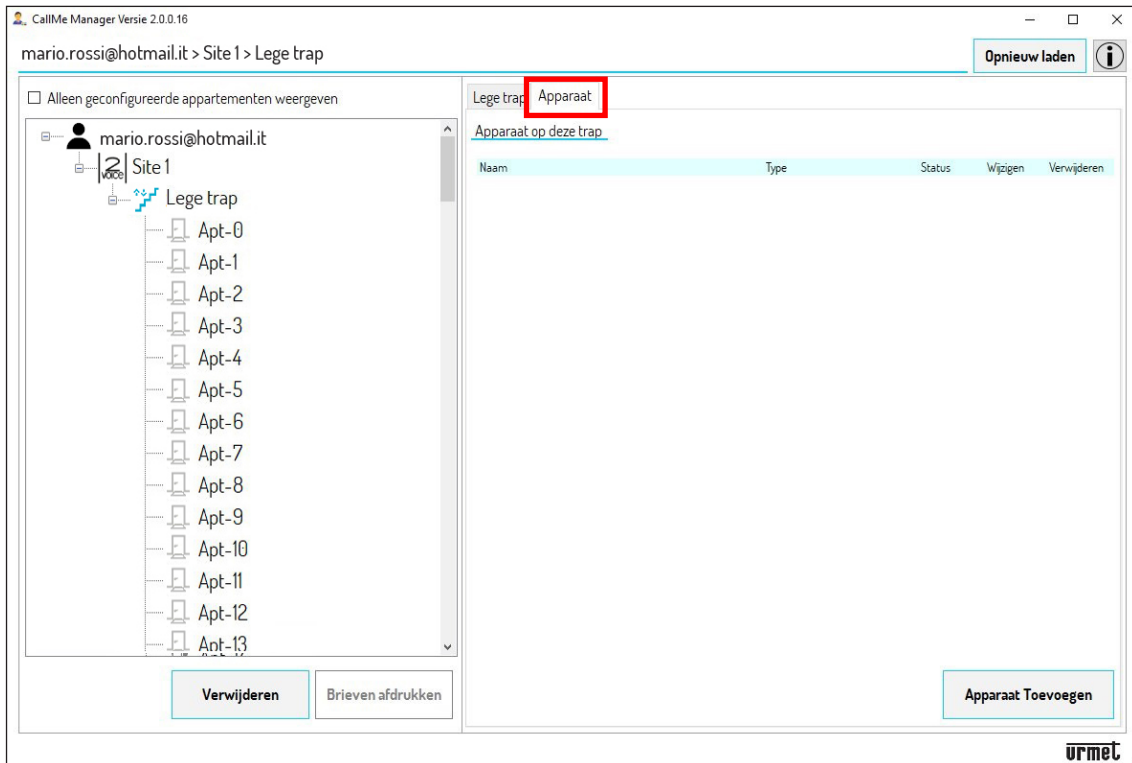 CallMe Manager Versie 2.0.0.16
mario.rossi@hotmail.it > Site 1 > Lege trap
Opnieuw laden
i
Alleen geconfigureerde appartementen weergeven
mario.rossi@hotmail.it
2 voice Site 1
Lege trap
Apt-0
Apt-1
Apt-2
Apt-3
Apt-4
Apt-5
Apt-6
Apt-7
Apt-8
Apt-9
Apt-10
Apt-11
Apt-12
Apt-13
Verwijderen
Brieven afdrukken
Lege trap
Apparaat
Apparaat op deze trap
Naam Type Status Wijzigen Verwijderen
Apparaat Toevoegen
urmet